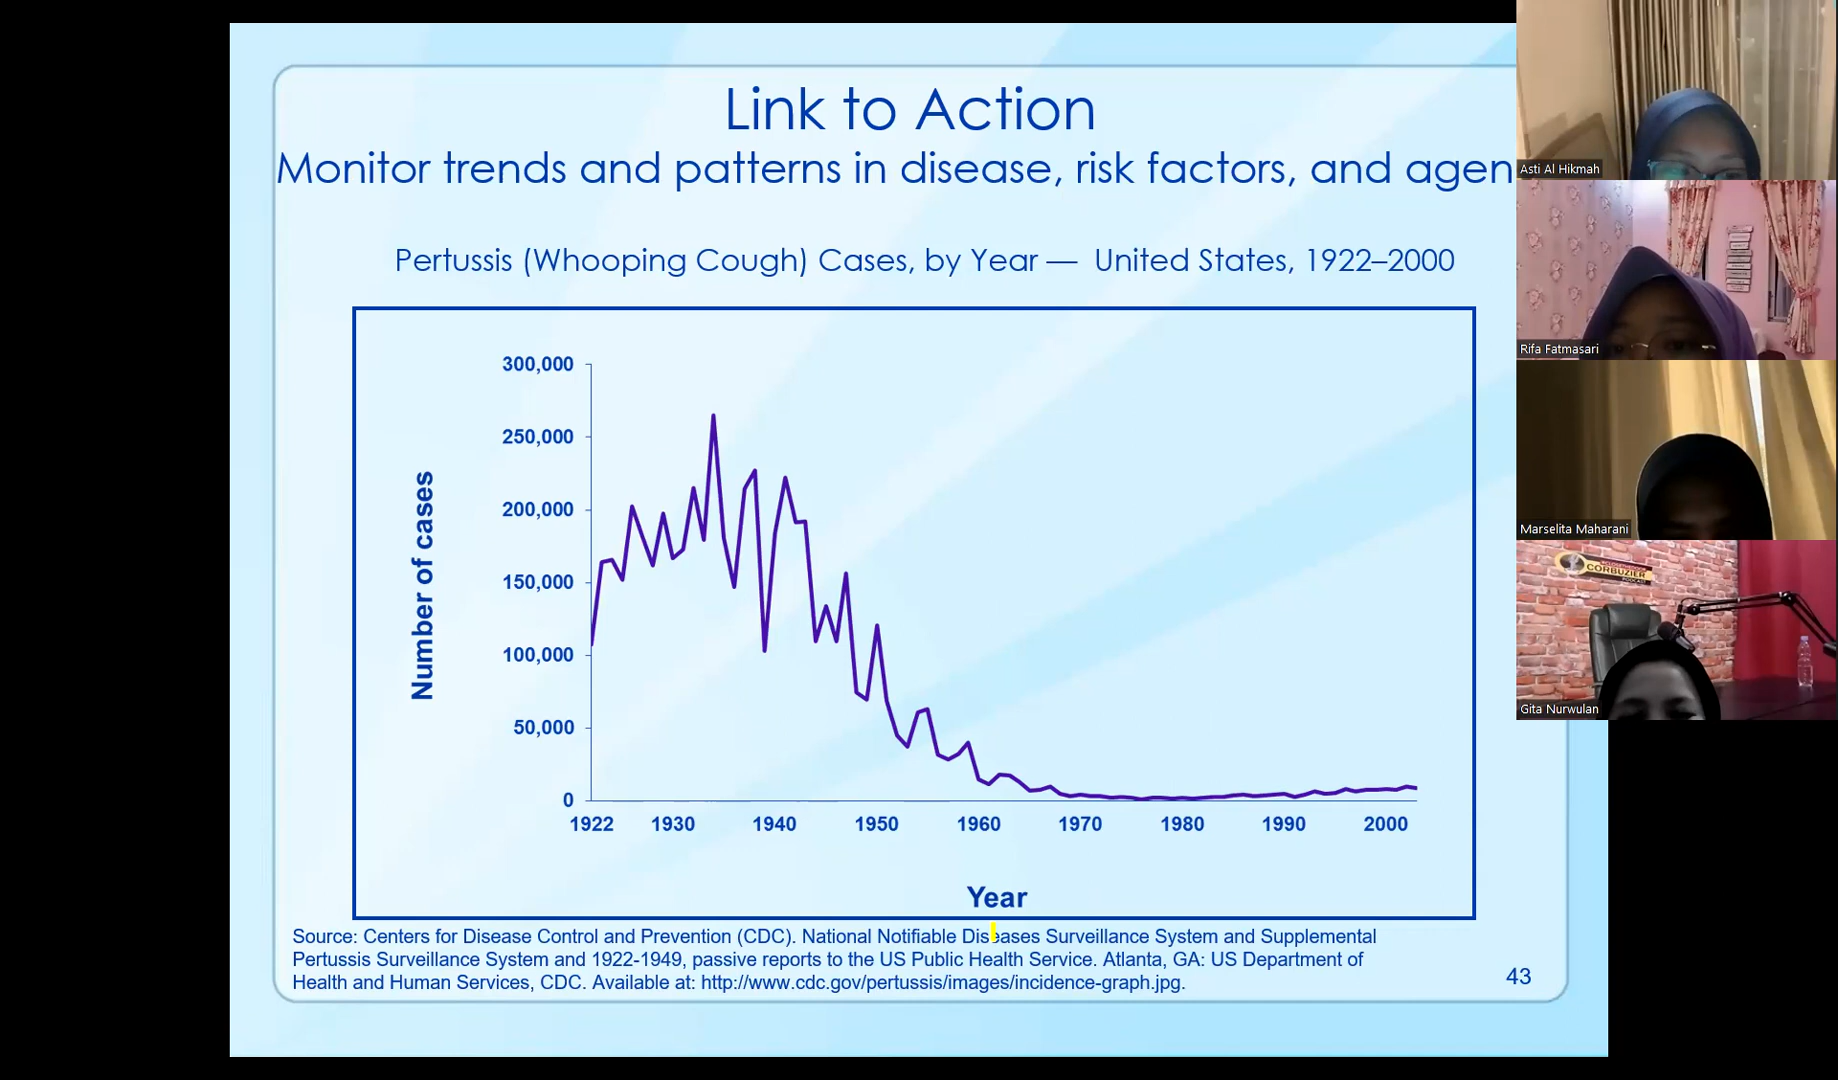 Link to Action
Monitor trends and patterns in disease, risk factors, and agen
Pertussis (Whooping Cough) Cases, by Year — United States, 1922–2000
Number of cases
300,000
250,000
200,000
150,000
100,000
50,000
0
1922 1930 1940 1950 1960 1970 1980 1990 2000
Year
Source: Centers for Disease Control and Prevention (CDC). National Notifiable Diseases Surveillance System and Supplemental
Pertussis Surveillance System and 1922-1949, passive reports to the US Public Health Service. Atlanta, GA: US Department of
Health and Human Services, CDC. Available at: http://www.cdc.gov/pertussis/images/incidence-graph.jpg.
43
Asti Al Hikmah
Rifa Fatmasari
Marselita Maharani
CORBUZIER
PODCAST
Gita Nurwulan